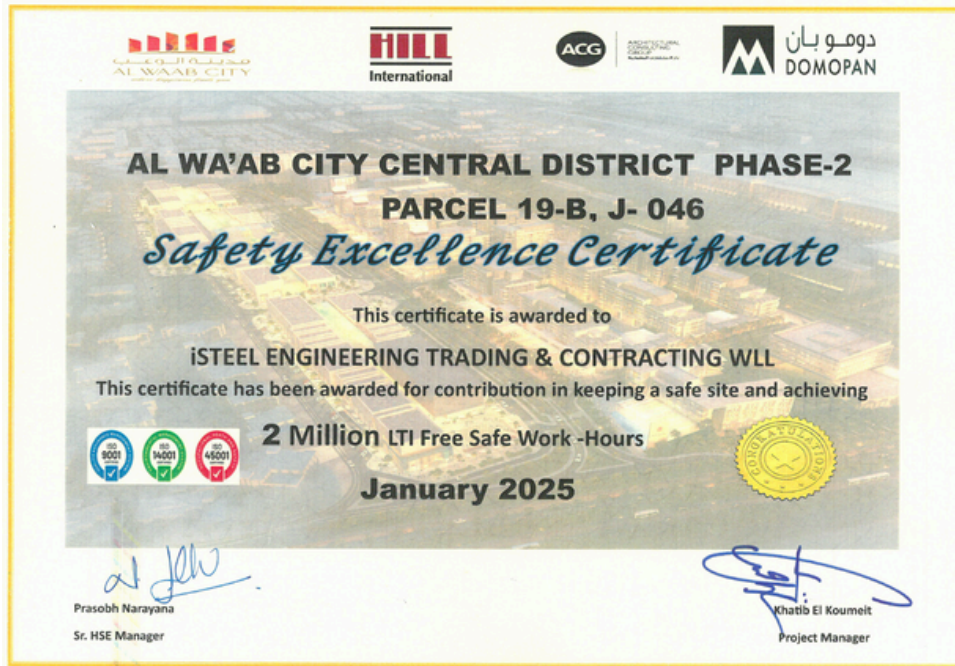 مدينة الوعب
AL WAAB CITY
HILL
International
ACG
ARCHITECTURAL
CONSULTING
GROUP
دومو بان
DOMOPAN
AL WA'AB CITY CENTRAL DISTRICT PHASE-2
PARCEL 19-B, J- 046
Safety Excellence Certificate
This certificate is awarded to
iSTEEL ENGINEERING TRADING & CONTRACTING WLL
This certificate has been awarded for contribution in keeping a safe site and achieving
2 Million LTI Free Safe Work -Hours
ISO
9001
ISO
14001
ISO
45001
CONGRATULATIONS
January 2025
Prasobh Narayana
Sr. HSE Manager
Khatib El Koumeit
Project Manager